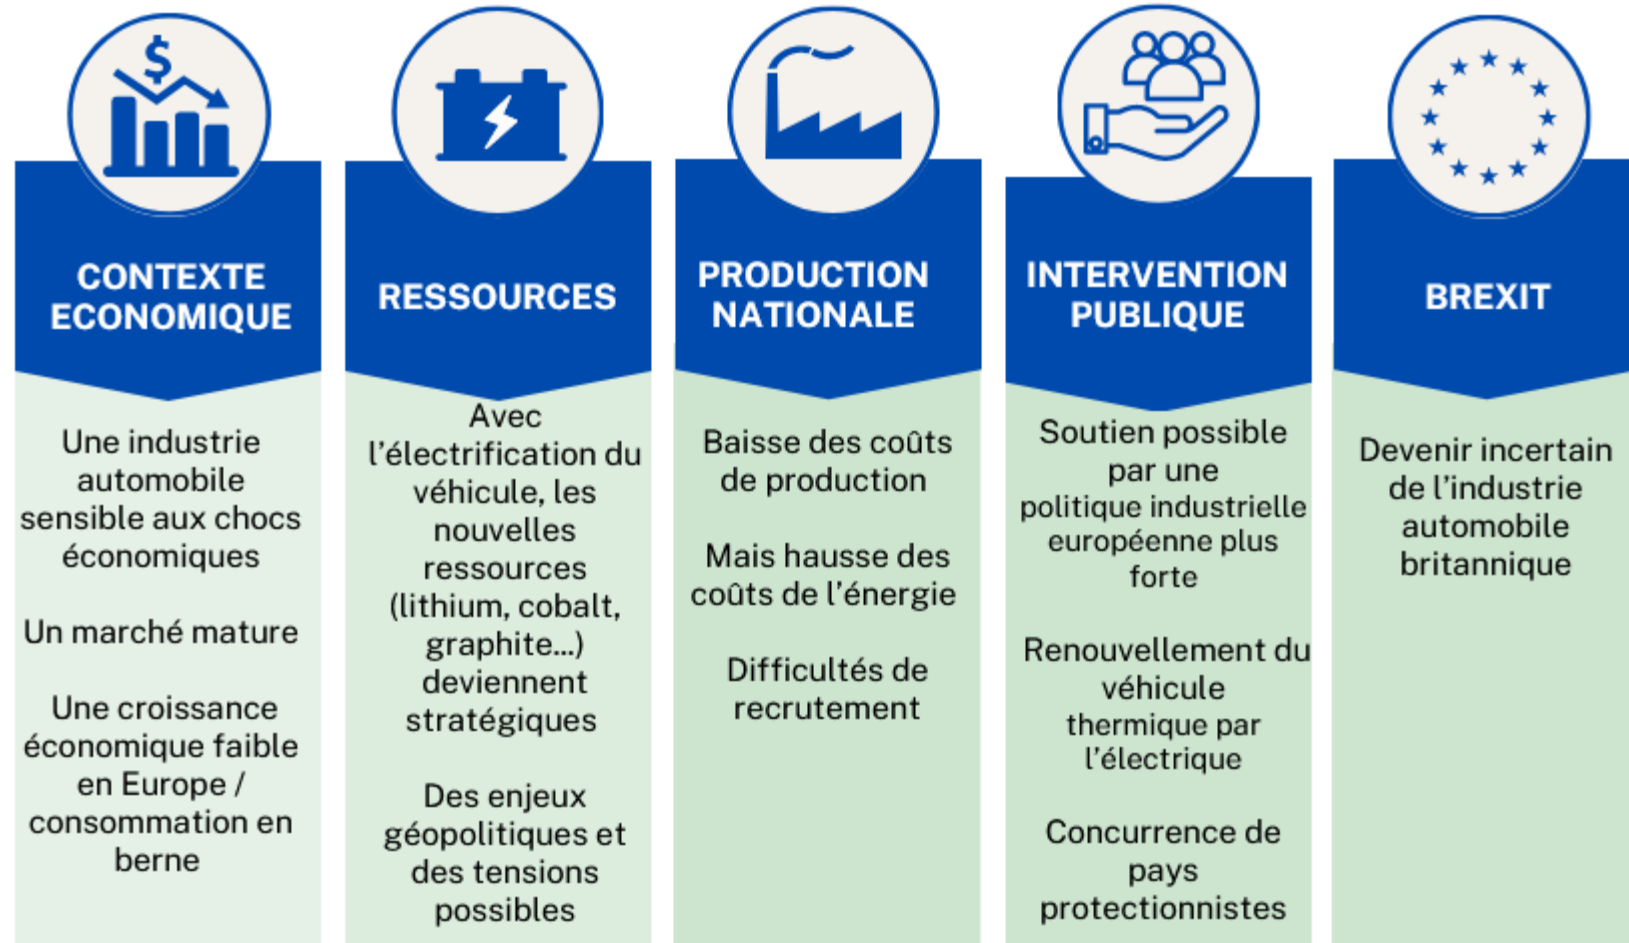 $
CONTEXTE
ECONOMIQUE
Une industrie
automobile
sensible aux chocs
économiques
Un marché mature
Une croissance
économique faible
en Europe /
consommation en
berne
RESSOURCES
Avec
l’électrification du
véhicule, les
nouvelles
ressources
(lithium, cobalt,
graphite...)
deviennent
stratégiques
Des enjeux
géopolitiques et
des tensions
possibles
PRODUCTION
NATIONALE
Baisse des coûts
de production
Mais hausse des
coûts de l’énergie
Difficultés de
recrutement
INTERVENTION
PUBLIQUE
Soutien possible
par une
politique industrielle
européenne plus
forte
Renouvellement du
véhicule
thermique par
l’électrique
Concurrence de
pays
protectionnistes
BREXIT
Devenir incertain
de l’industrie
automobile
britannique